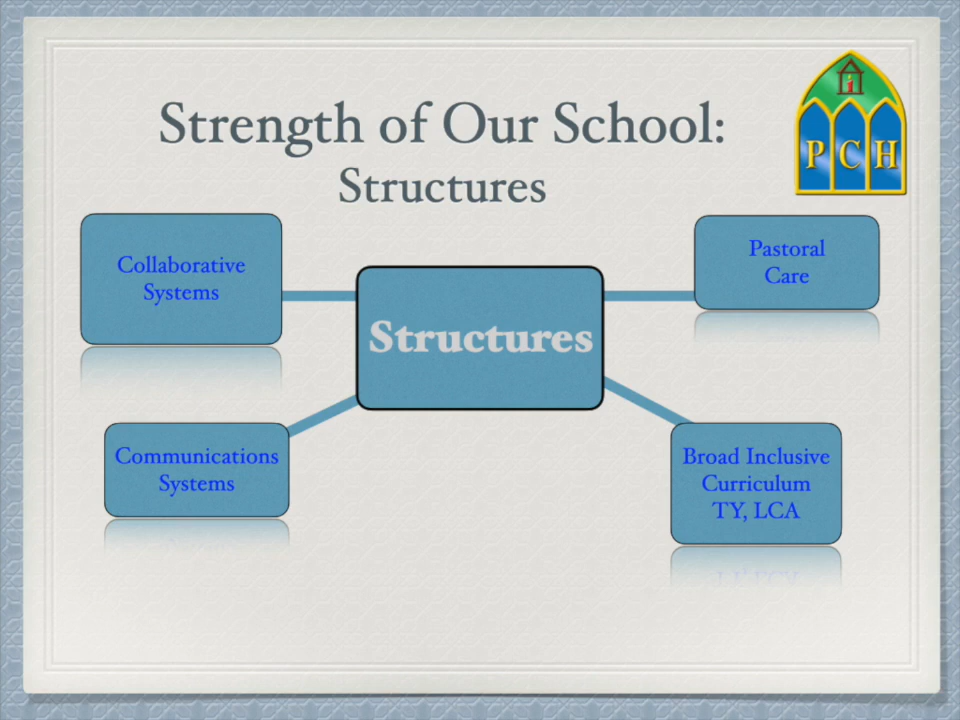 Strength of Our School:
Structures
i
P C H
Collaborative
Systems
Pastoral
Care
Structures
Communications
Systems
Broad Inclusive
Curriculum
TY, LCA